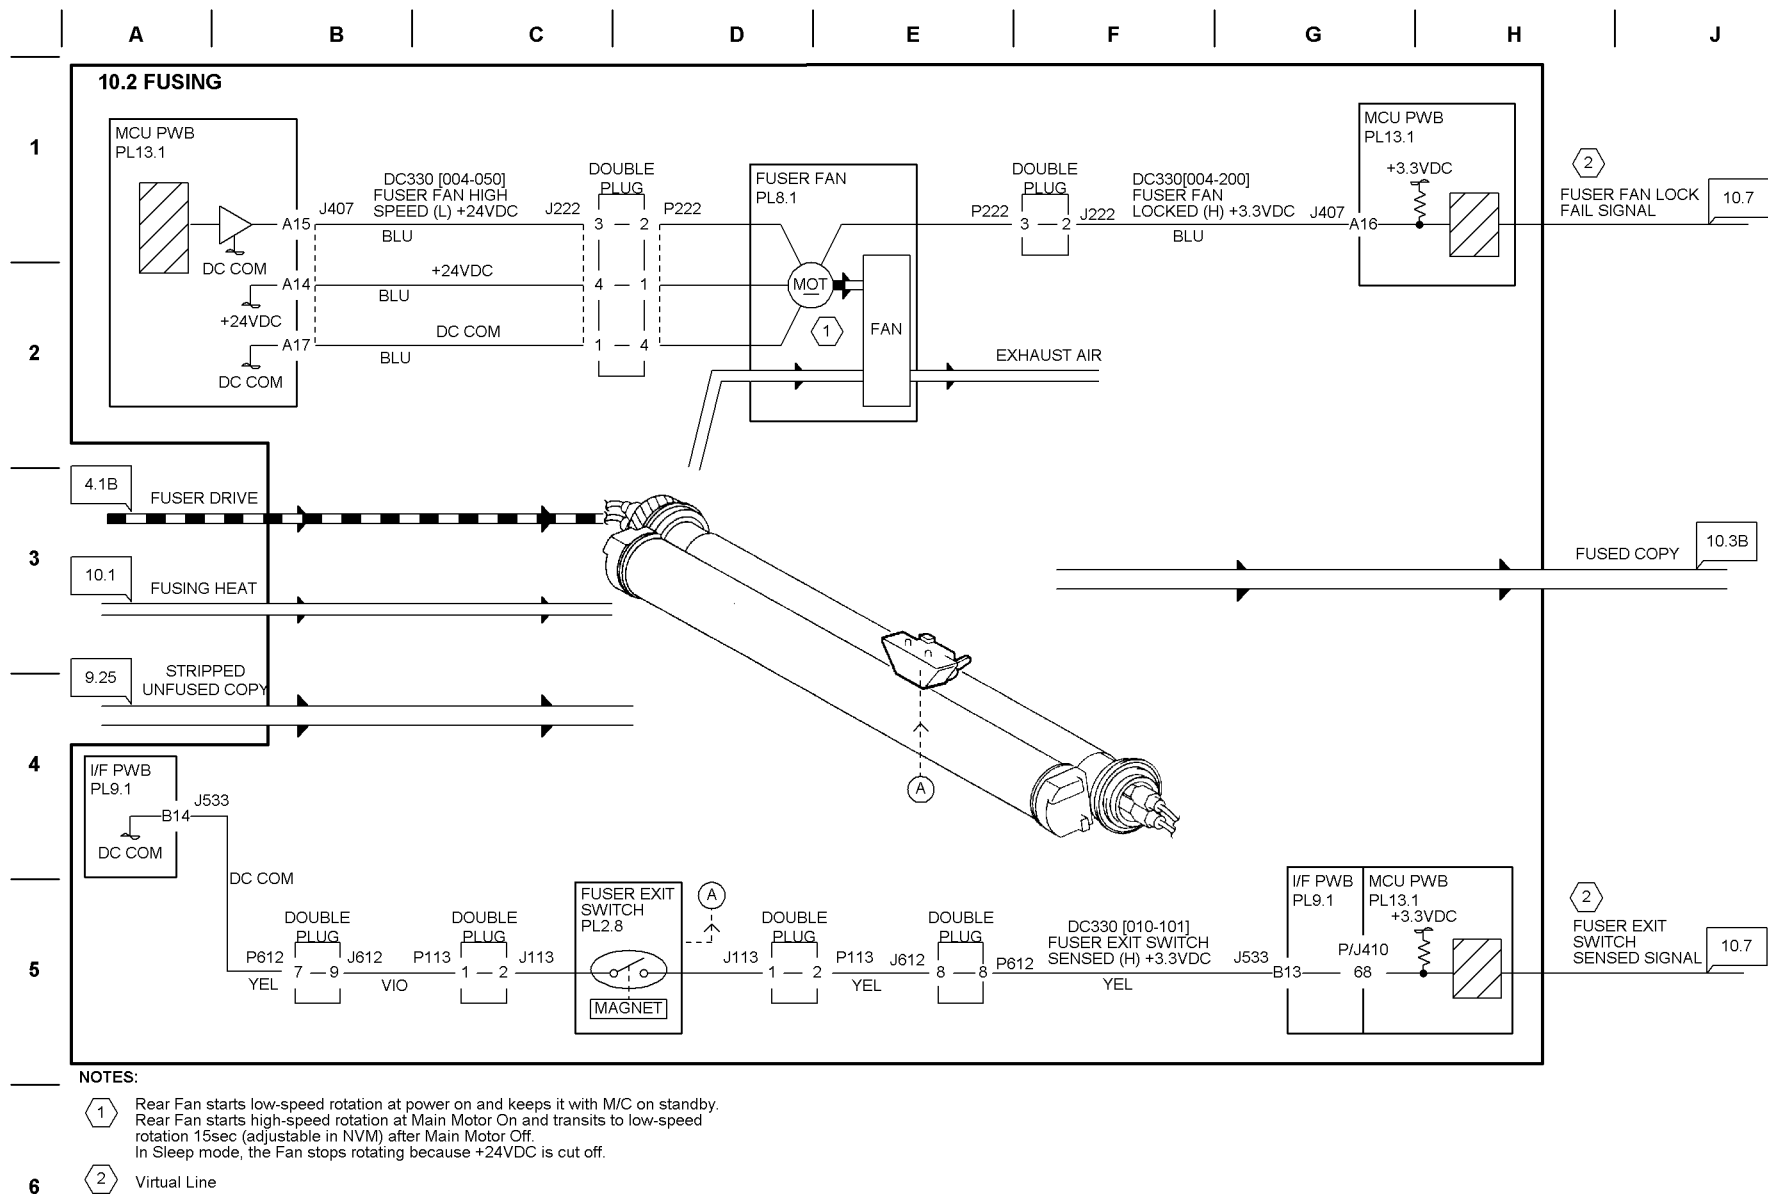 A B C D E F G H J
10.2 FUSING
1
MCU PWB
PL13.1
A15
J407
DC330 [004-050]
FUSER FAN HIGH
SPEED (L) +24VDC
BLU
J222
DOUBLE
PLUG
3 2
P222
FUSER FAN
PL8.1
P222
DOUBLE
PLUG
3 2
J222
DC330[004-200]
FUSER FAN
LOCKED (H) +3.3VDC
BLU
J407
A16
MCU PWB
PL13.1
+3.3VDC
2
FUSER FAN LOCK
FAIL SIGNAL
10.7
DC COM
A14
+24VDC
BLU
4 1
MOT
+24VDC
2
A17
DC COM
BLU
1 4
1
FAN
DC COM
EXHAUST AIR
4.1B
FUSER DRIVE
3
10.1
FUSING HEAT
FUSED COPY
10.3B
9.25
STRIPPED
UNFUSED COPY
4
I/F PWB
PL9.1
B14
J533
DC COM
A
DC COM
5
P612
YEL
DOUBLE
PLUG
7 9
J612
VIO
P113
DOUBLE
PLUG
1 2
J113
FUSER EXIT
SWITCH
PL2.8
MAGNET
A
J113
DOUBLE
PLUG
1 2
P113
YEL
J612
DOUBLE
PLUG
8 8
P612
DC330 [010-101]
FUSER EXIT SWITCH
SENSED (H) +3.3VDC
YEL
J533
B13
I/F PWB
PL9.1
P/J410
68
MCU PWB
PL13.1
+3.3VDC
2
FUSER EXIT
SWITCH
SENSED SIGNAL
10.7
NOTES:
1 Rear Fan starts low-speed rotation at power on and keeps it with M/C on standby.
Rear Fan starts high-speed rotation at Main Motor On and transits to low-speed
rotation 15sec (adjustable in NVM) after Main Motor Off.
In Sleep mode, the Fan stops rotating because +24VDC is cut off.
6
2 Virtual Line